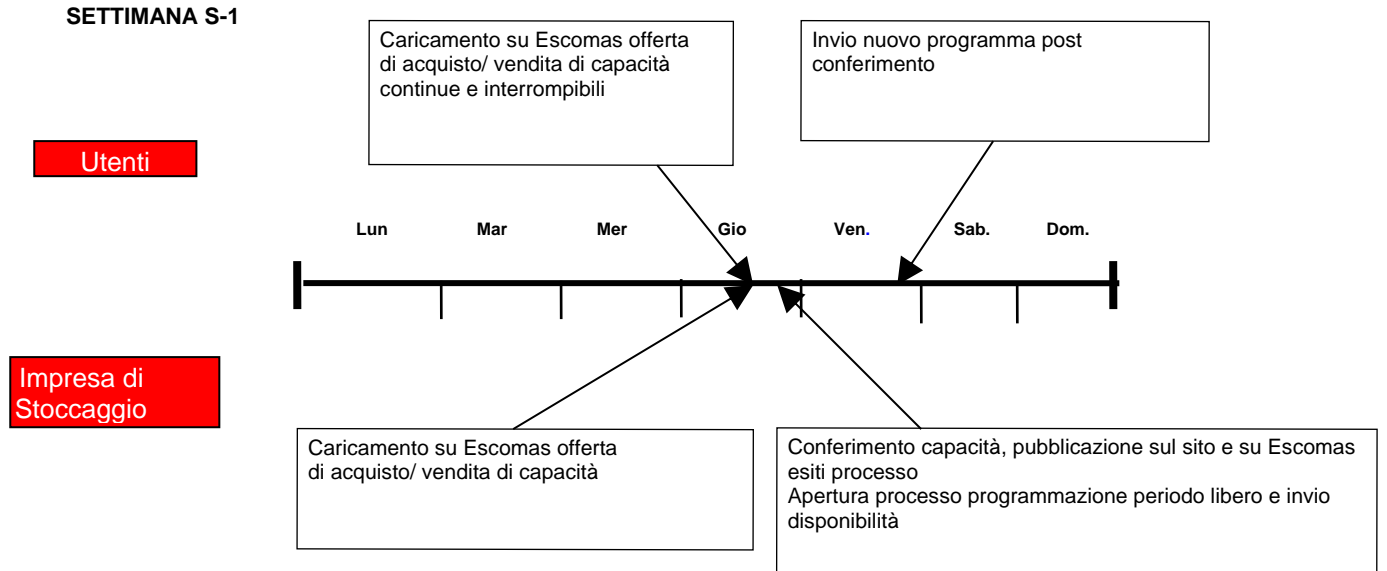 SETTIMANA S-1
Caricamento su Escomas offerta
di acquisto/ vendita di capacità
continue e interrompibili
Invio nuovo programma post
conferimento
Utenti
Lun Mar Mer Gio Ven. Sab. Dom.
Impresa di
Stoccaggio
Caricamento su Escomas offerta
di acquisto/ vendita di capacità
Conferimento capacità, pubblicazione sul sito e su Escomas
esiti processo
Apertura processo programmazione periodo libero e invio
disponibilità